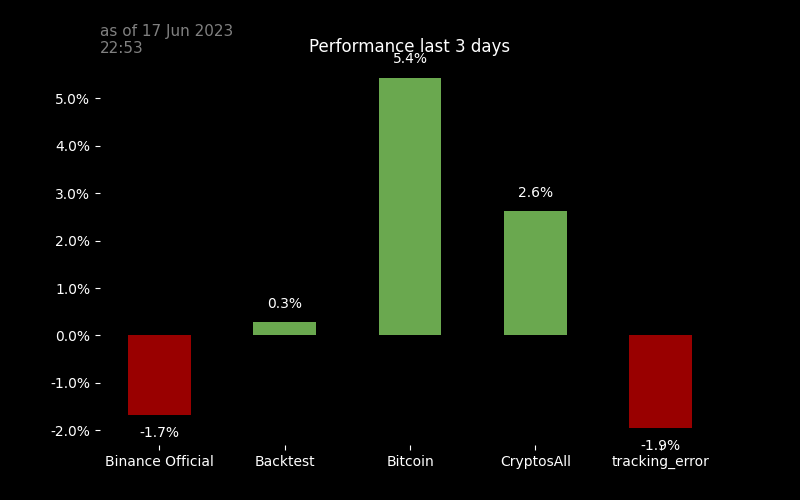 as of 17 Jun 2023
22:53
Performance last 3 days
5.4%
5.0%
4.0%
3.0%
2.6%
2.0%
1.0%
0.3%
0.0%
-1.0%
-2.0%
-1.7%
-1.9%
Binance Official
Backtest
Bitcoin
CryptosAll
tracking_error